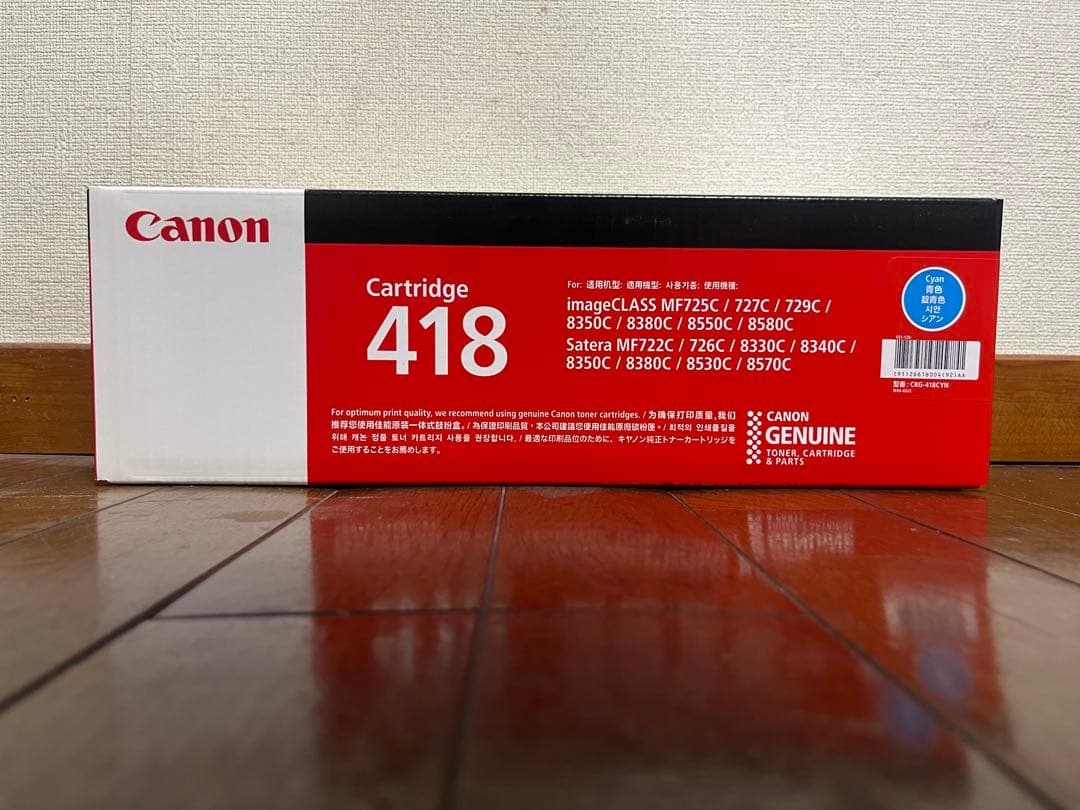 Canon
Cartridge
418
For: 适用机型: 適用機型: 사용기종: 使用機種:
imageCLASS MF725C / 727C / 729C /
8350C / 8380C / 8550C / 8580C
Satera MF722C / 726C / 8330C / 8340C /
8350C / 8380C / 8530C / 8570C
Cyan
青色
靛青色
시안
シアン
(91)26618004(92)AA
型番: CRG-418CYN
For optimum print quality, we recommend using genuine Canon toner cartridges. / 为确保打印质量,我们
推荐您使用佳能原装一体式鼓粉盒。/ 為保證印刷品質，本公司建議您使用佳能原廠碳粉匣。/ 최적의 인쇄품질을
위해 캐논 정품 토너 카트리지 사용을 권장합니다. / 最適な印刷品位のために、キヤノン純正トナーカートリッジを
ご使用することをお薦めします。
CANON
GENUINE
TONER, CARTRIDGE
& PARTS